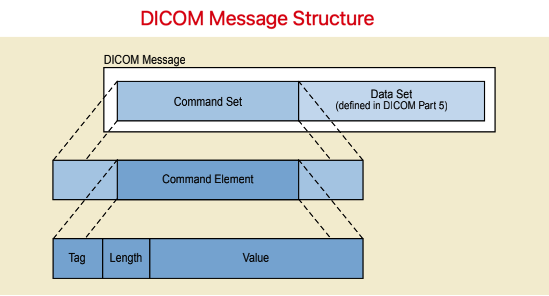 DICOM Message Structure
DICOM Message
Command Set
Data Set
(defined in DICOM Part 5)
Command Element
Tag
Length
Value